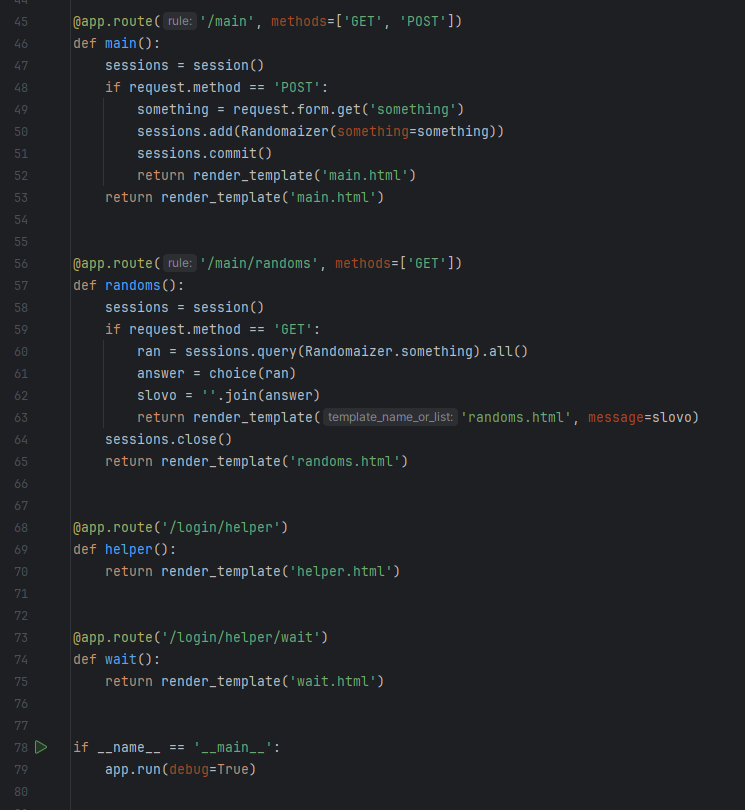 45 @app.route( rule: '/main', methods=['GET', 'POST'])
46 def main():
47     sessions = session()
48     if request.method == 'POST':
49         something = request.form.get('something')
50         sessions.add(Randomaizer(something=something))
51         sessions.commit()
52         return render_template('main.html')
53     return render_template('main.html')
54
55
56 @app.route( rule: '/main/randoms', methods=['GET'])
57 def randoms():
58     sessions = session()
59     if request.method == 'GET':
60         ran = sessions.query(Randomaizer.something).all()
61         answer = choice(ran)
62         slovo = ''.join(answer)
63         return render_template( template_name_or_list: 'randoms.html', message=slovo)
64     sessions.close()
65     return render_template('randoms.html')
66
67
68 @app.route('/login/helper')
69 def helper():
70     return render_template('helper.html')
71
72
73 @app.route('/login/helper/wait')
74 def wait():
75     return render_template('wait.html')
76
77
78 if __name__ == '__main__':
79     app.run(debug=True)
80